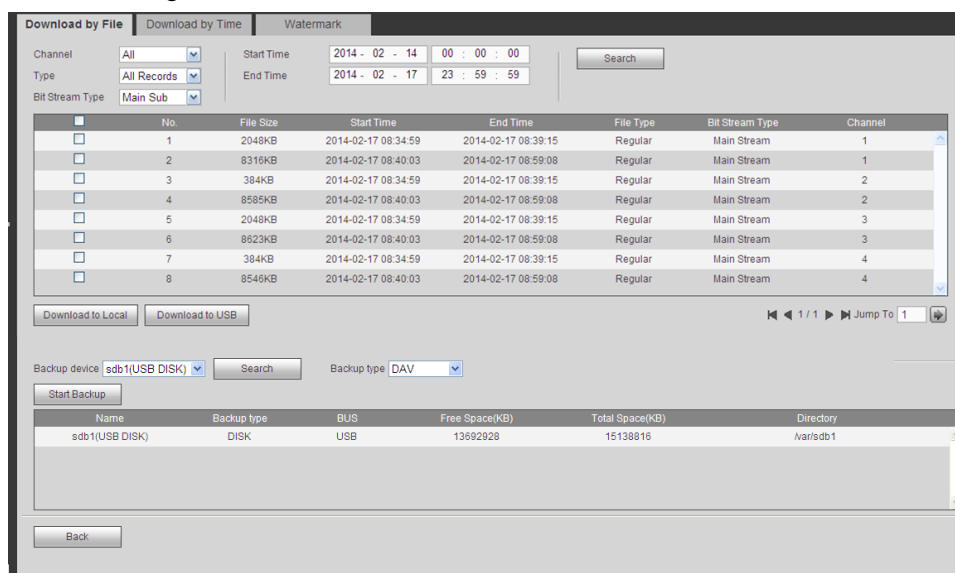 Download by File Download by Time Watermark
Channel All Start Time 2014 - 02 - 14 00 : 00 : 00 Search
Type All Records End Time 2014 - 02 - 17 23 : 59 : 59
Bit Stream Type Main Sub
No. File Size Start Time End Time File Type Bit Stream Type Channel
1 2048KB 2014-02-17 08:34:59 2014-02-17 08:39:15 Regular Main Stream 1
2 8316KB 2014-02-17 08:40:03 2014-02-17 08:59:08 Regular Main Stream 1
3 384KB 2014-02-17 08:34:59 2014-02-17 08:39:15 Regular Main Stream 2
4 8585KB 2014-02-17 08:40:03 2014-02-17 08:59:08 Regular Main Stream 2
5 2048KB 2014-02-17 08:34:59 2014-02-17 08:39:15 Regular Main Stream 3
6 8623KB 2014-02-17 08:40:03 2014-02-17 08:59:08 Regular Main Stream 3
7 384KB 2014-02-17 08:34:59 2014-02-17 08:39:15 Regular Main Stream 4
8 8546KB 2014-02-17 08:40:03 2014-02-17 08:59:08 Regular Main Stream 4
Download to Local Download to USB 1 / 1 Jump To 1
Backup device sdb1(USB DISK) Search Backup type DAV
Start Backup
Name Backup type BUS Free Space(KB) Total Space(KB) Directory
sdb1(USB DISK) DISK USB 13692928 15138816 /var/sdb1
Back